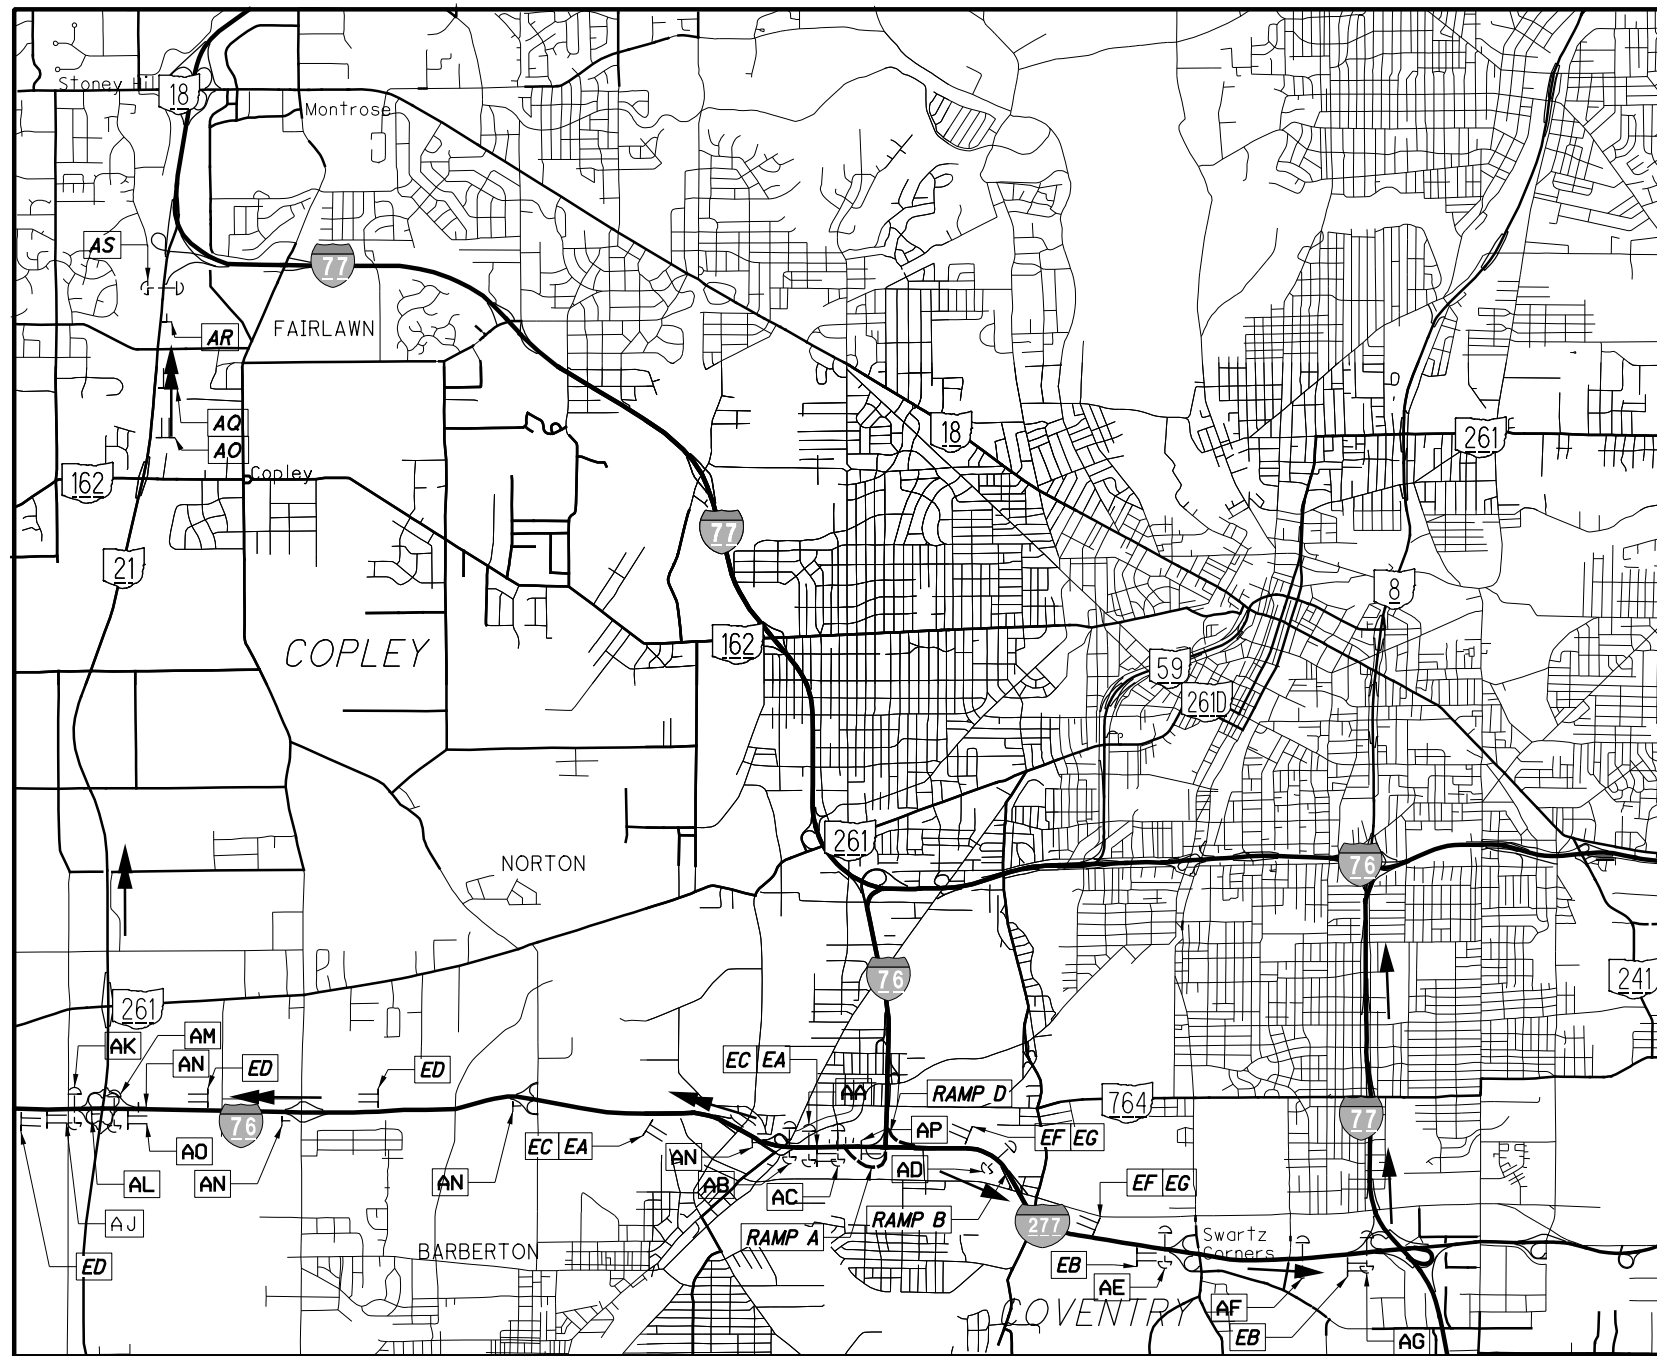 Stoney Hil
18
Montrose
AS
77
FAIRLAWN
AR
AQ
AO
18
261
162
Copley
77
21
8
COPLEY
162
59
261D
261
76
NORTON
76
241
261
AK
AM
AN
ED
ED
EC EA
AA
RAMP D
764
77
76
AP
EF EG
AO
EC EA
AN
AD
AL
AN
AN
AB
AC
EF EG
AJ
RAMP A
RAMP B
277
Swartz
Corners
BARBERTON
ED
EB
AE
COVENTRY
AF
EB
AG